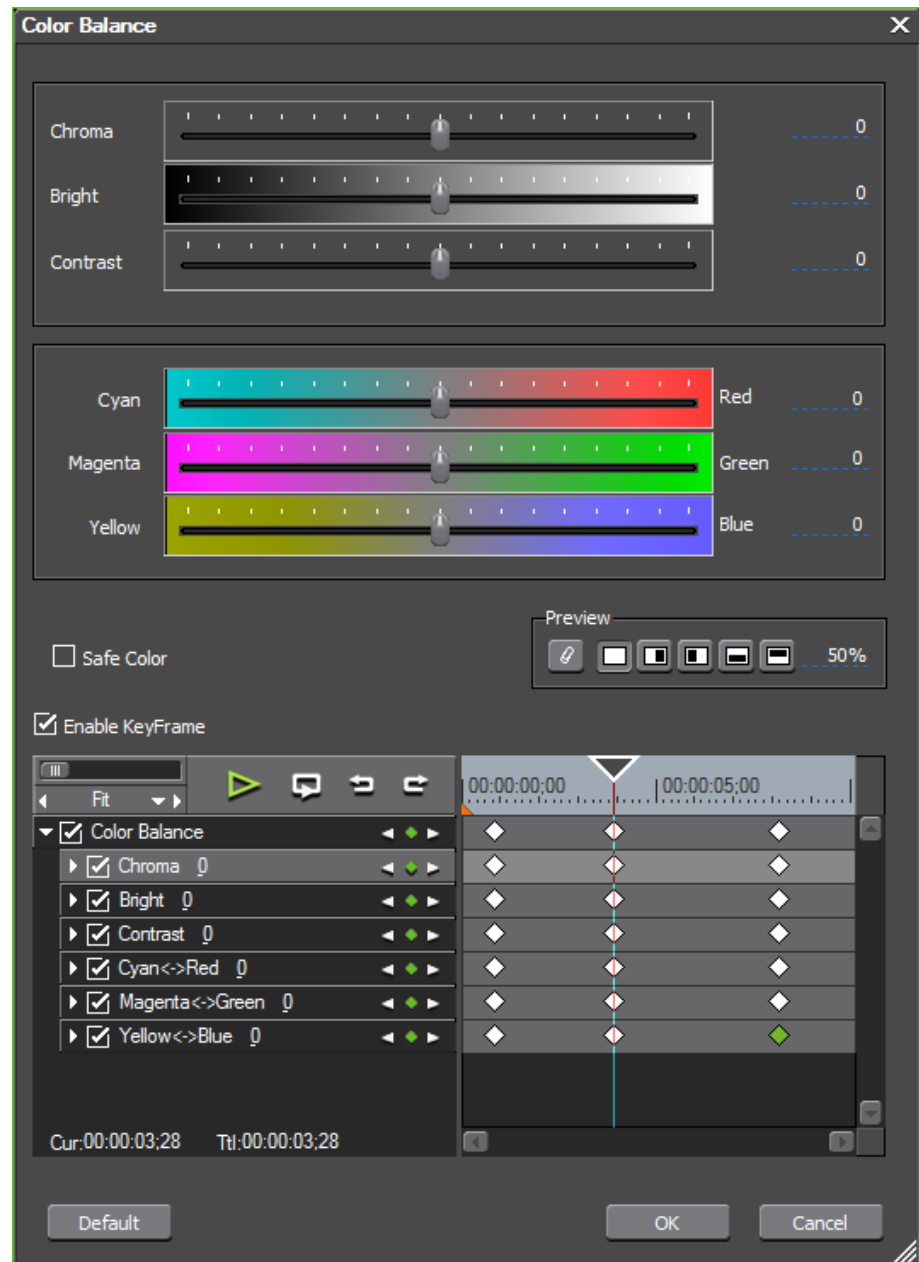 Color Balance
Chroma 0
Bright 0
Contrast 0
Cyan Red 0
Magenta Green 0
Yellow Blue 0
Preview
Safe Color 50%
Enable KeyFrame
Fit 00:00:00;00 00:00:05;00
Color Balance
Chroma 0
Bright 0
Contrast 0
Cyan<->Red 0
Magenta<->Green 0
Yellow<->Blue 0
Cur:00:00:03;28 Ttl:00:00:03;28
Default OK Cancel